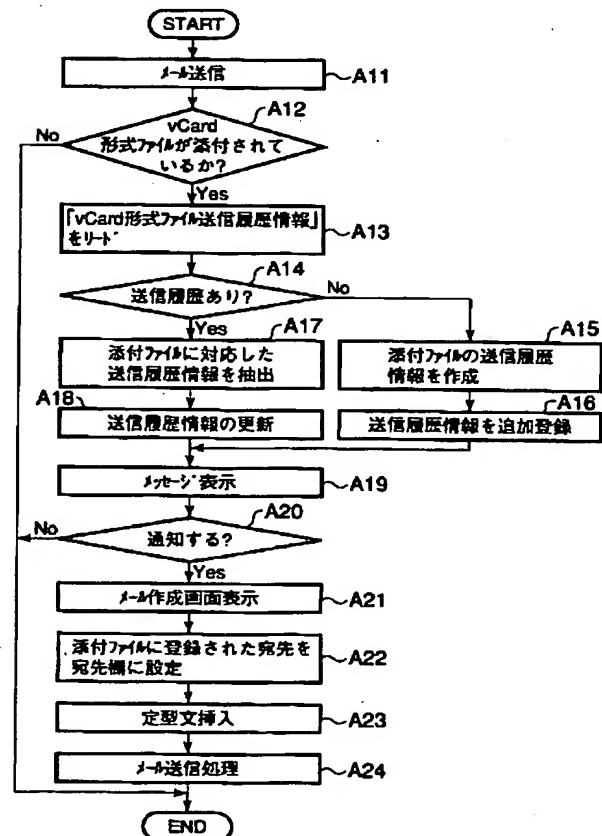 START
メール送信
A11
A12
vCard
形式ファイルが添付されて
いるか?
No
Yes
「vCard形式ファイル送信履歴情報」
をリード
A13
A14
送信履歴あり?
No
Yes
A17
添付ファイルに対応した
送信履歴情報を抽出
A15
添付ファイルの送信履歴
情報を作成
A18
送信履歴情報の更新
A16
送信履歴情報を追加登録
メッセージ表示
A19
A20
No
通知する?
Yes
メール作成画面表示
A21
添付ファイルに登録された宛先を
宛先欄に設定
A22
定型文挿入
A23
メール送信処理
A24
END